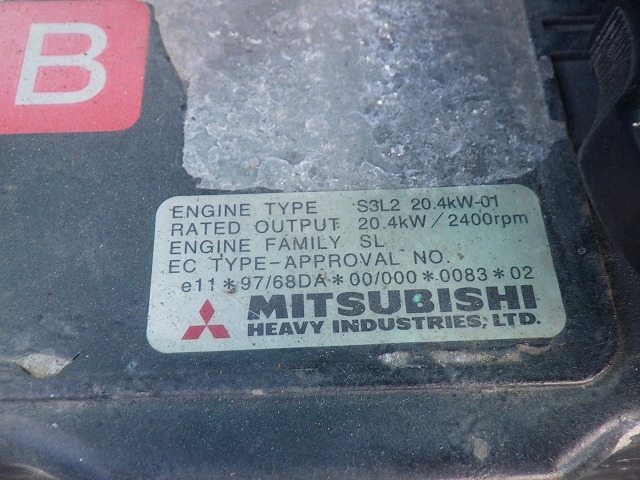 B
ENGINE TYPE S3L2 20.4kW-01
RATED OUTPUT 20.4kW/2400rpm
ENGINE FAMILY SL
EC TYPE-APPROVAL NO.
e11*97/68DA*00/000*0083*02
MITSUBISHI
HEAVY INDUSTRIES, LTD.